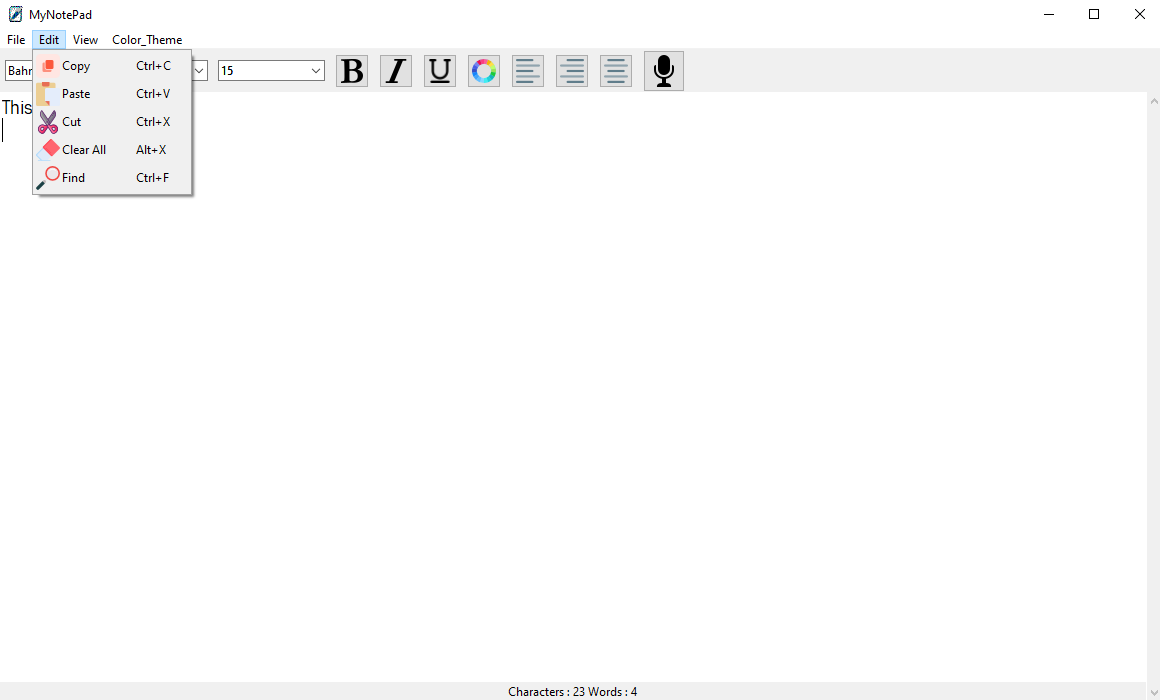 MyNotePad
File Edit View Color_Theme
15
B I U
Copy Ctrl+C
Paste Ctrl+V
This
Cut Ctrl+X
Clear All Alt+X
Find Ctrl+F
Characters : 23 Words : 4